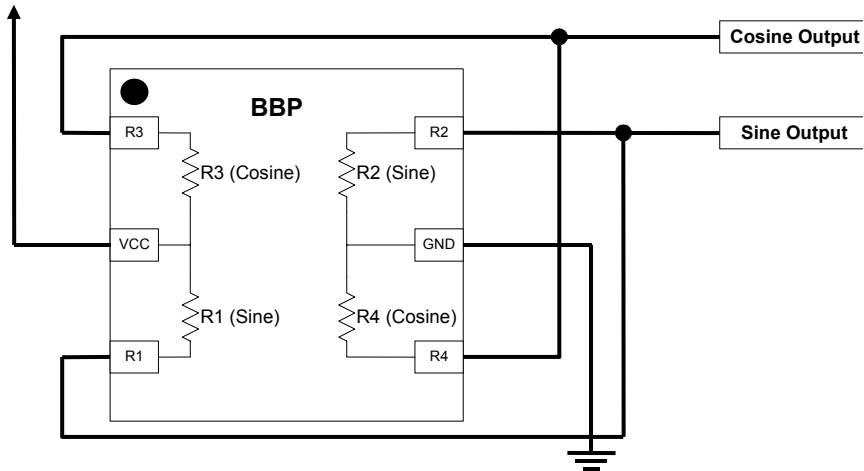 Cosine Output
BBP
R3
R2
Sine Output
R3 (Cosine)
R2 (Sine)
VCC
GND
R1 (Sine)
R4 (Cosine)
R1
R4